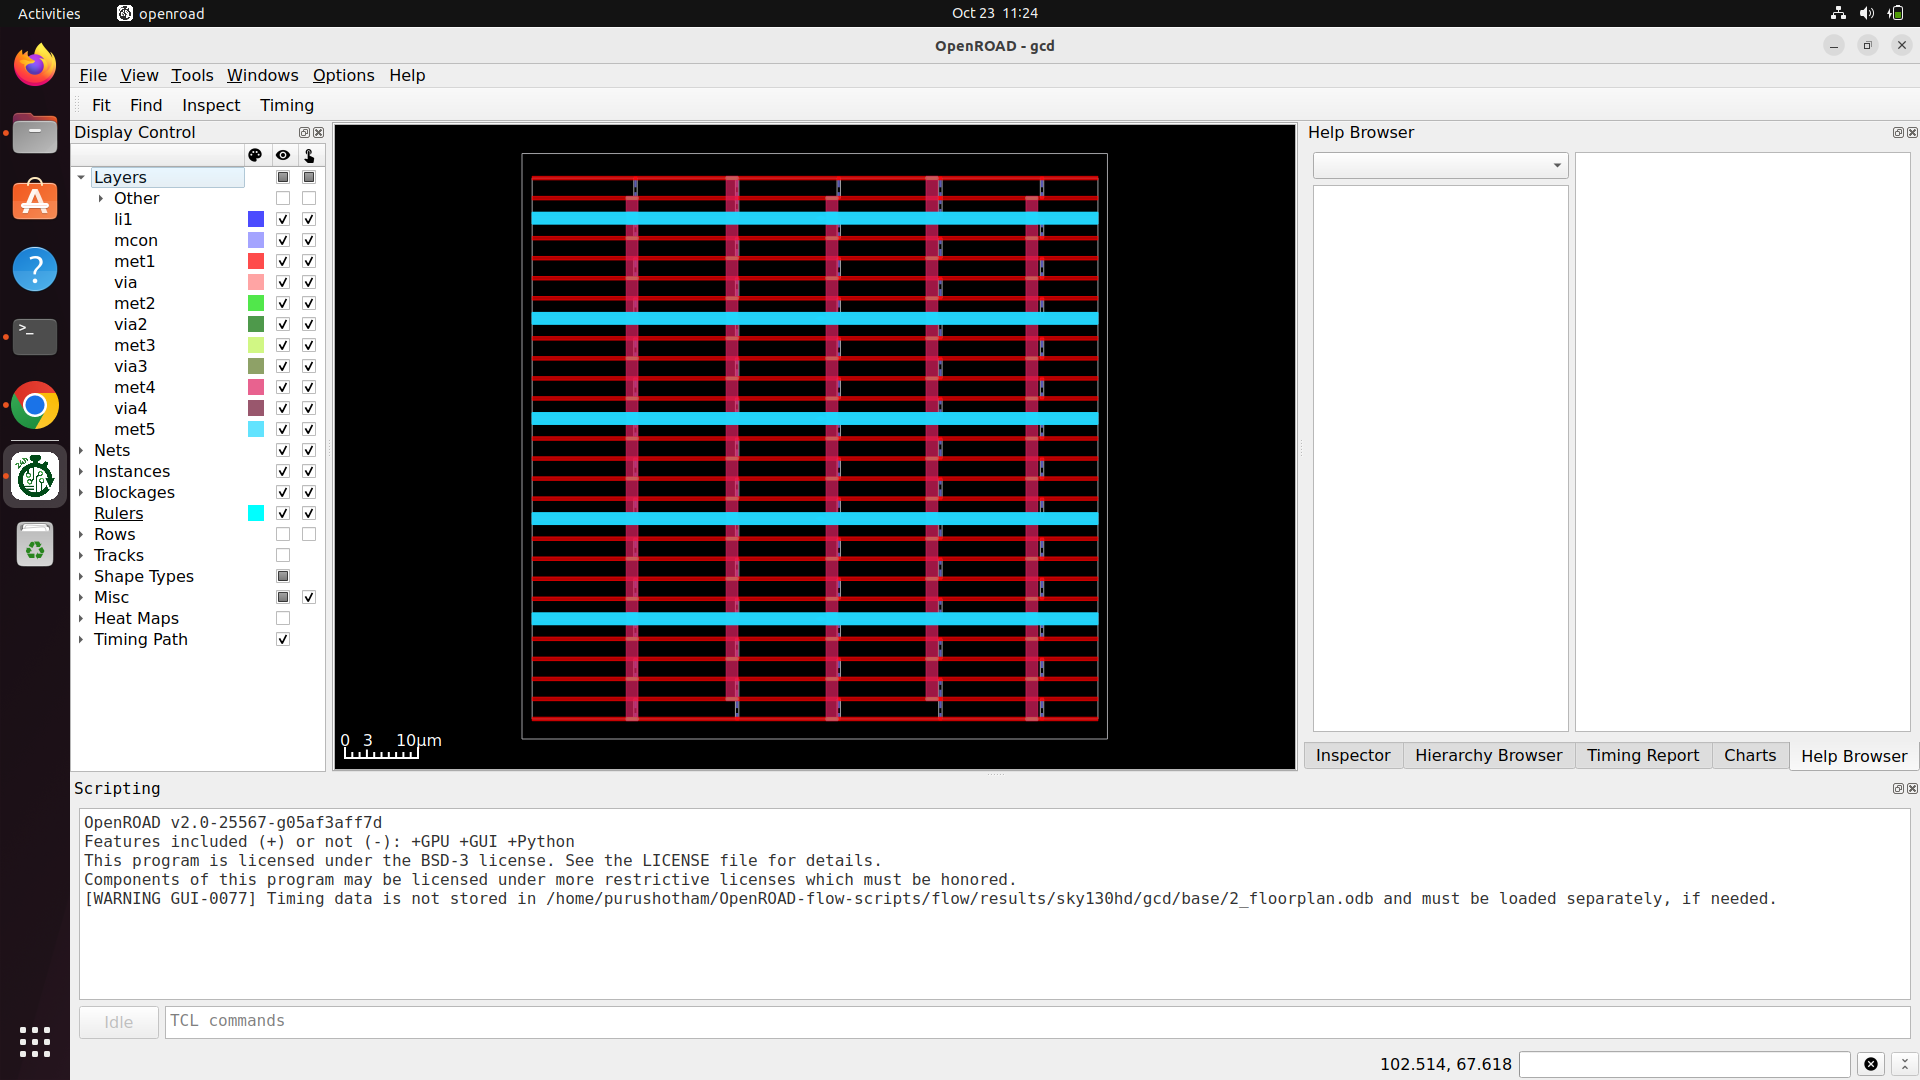 Activities openroad Oct 23 11:24
OpenROAD - gcd
File View Tools Windows Options Help
Fit Find Inspect Timing
Display Control
Layers
Other
li1
mcon
met1
via
met2
via2
met3
via3
met4
via4
met5
Nets
Instances
Blockages
Rulers
Rows
Tracks
Shape Types
Misc
Heat Maps
Timing Path
0 3 10μm
Help Browser
Inspector Hierarchy Browser Timing Report Charts Help Browser
Scripting
OpenROAD v2.0-25567-g05af3aff7d
Features included (+) or not (-): +GPU +GUI +Python
This program is licensed under the BSD-3 license. See the LICENSE file for details.
Components of this program may be licensed under more restrictive licenses which must be honored.
[WARNING GUI-0077] Timing data is not stored in /home/purushotham/OpenROAD-flow-scripts/flow/results/sky130hd/gcd/base/2_floorplan.odb and must be loaded separately, if needed.
Idle TCL commands
102.514, 67.618